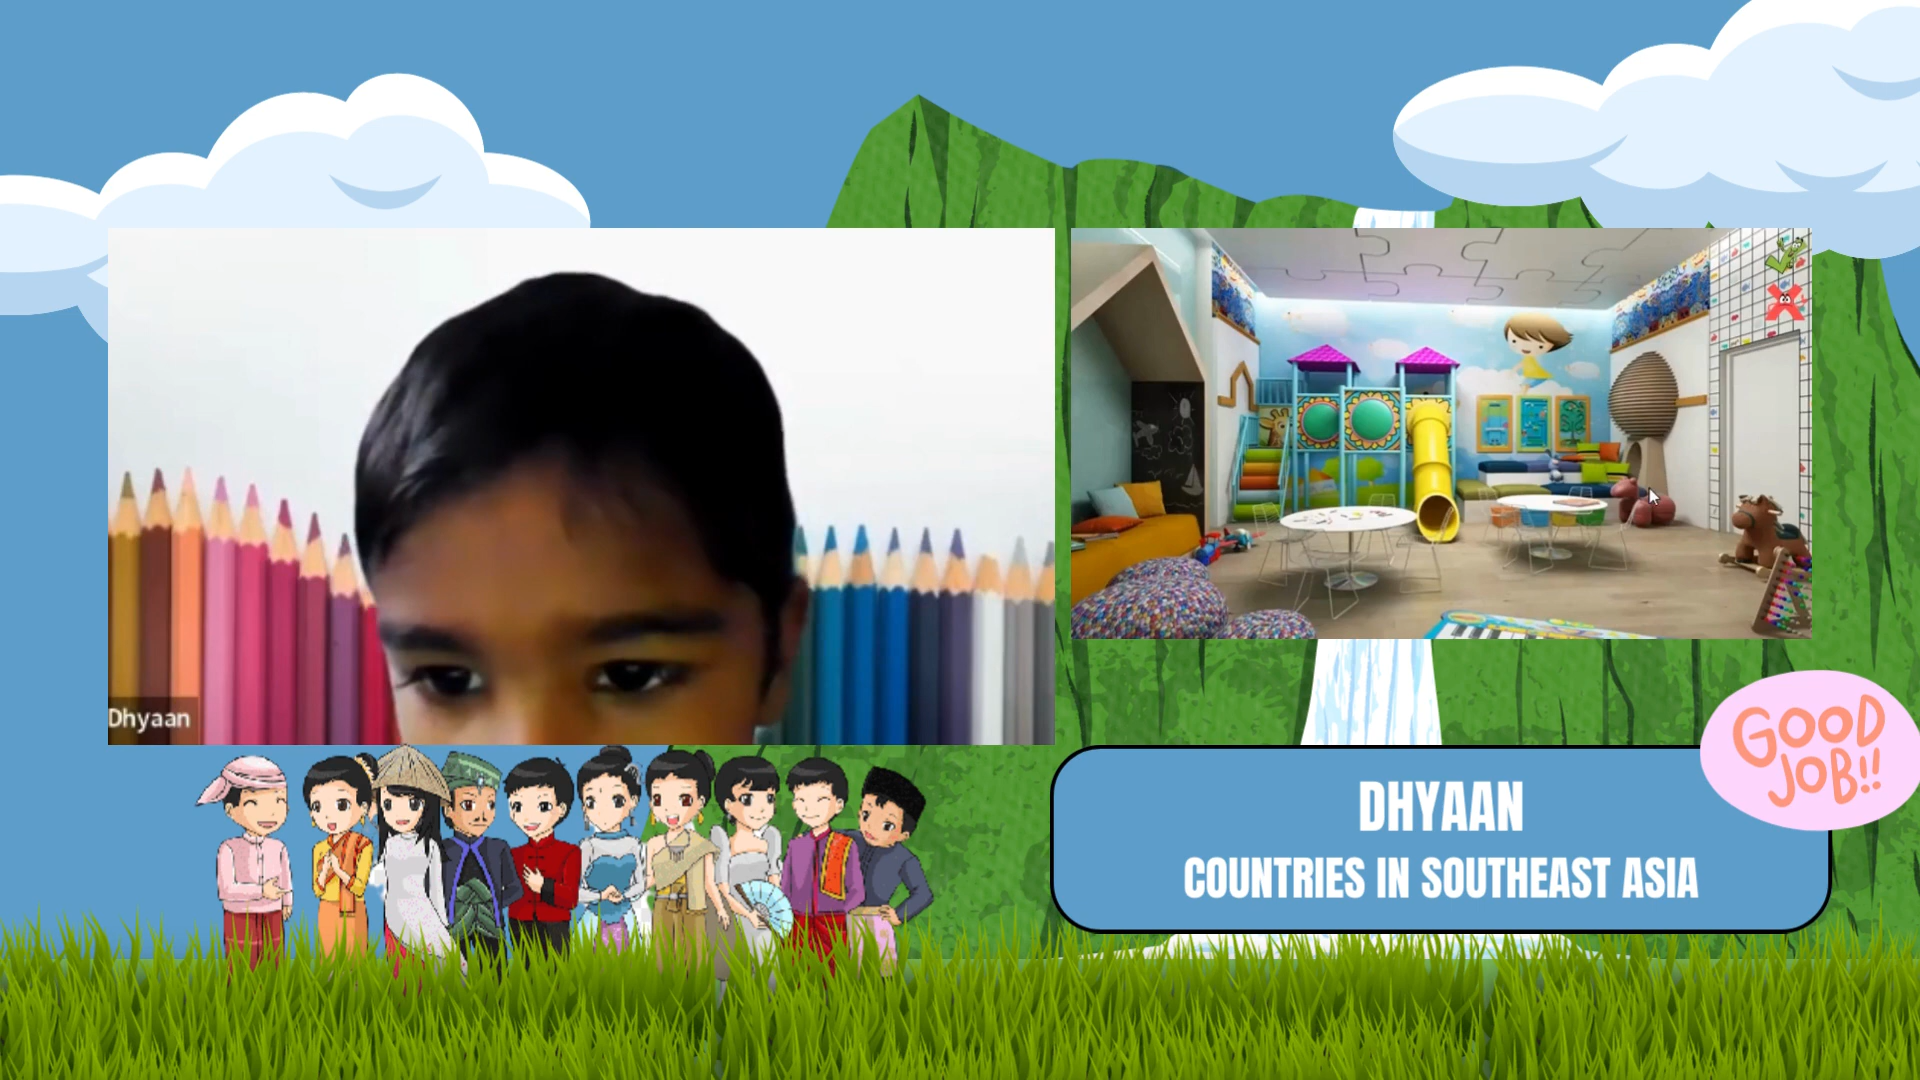 Dhyaan
GOOD
JOB!!
DHYAAN
COUNTRIES IN SOUTHEAST ASIA